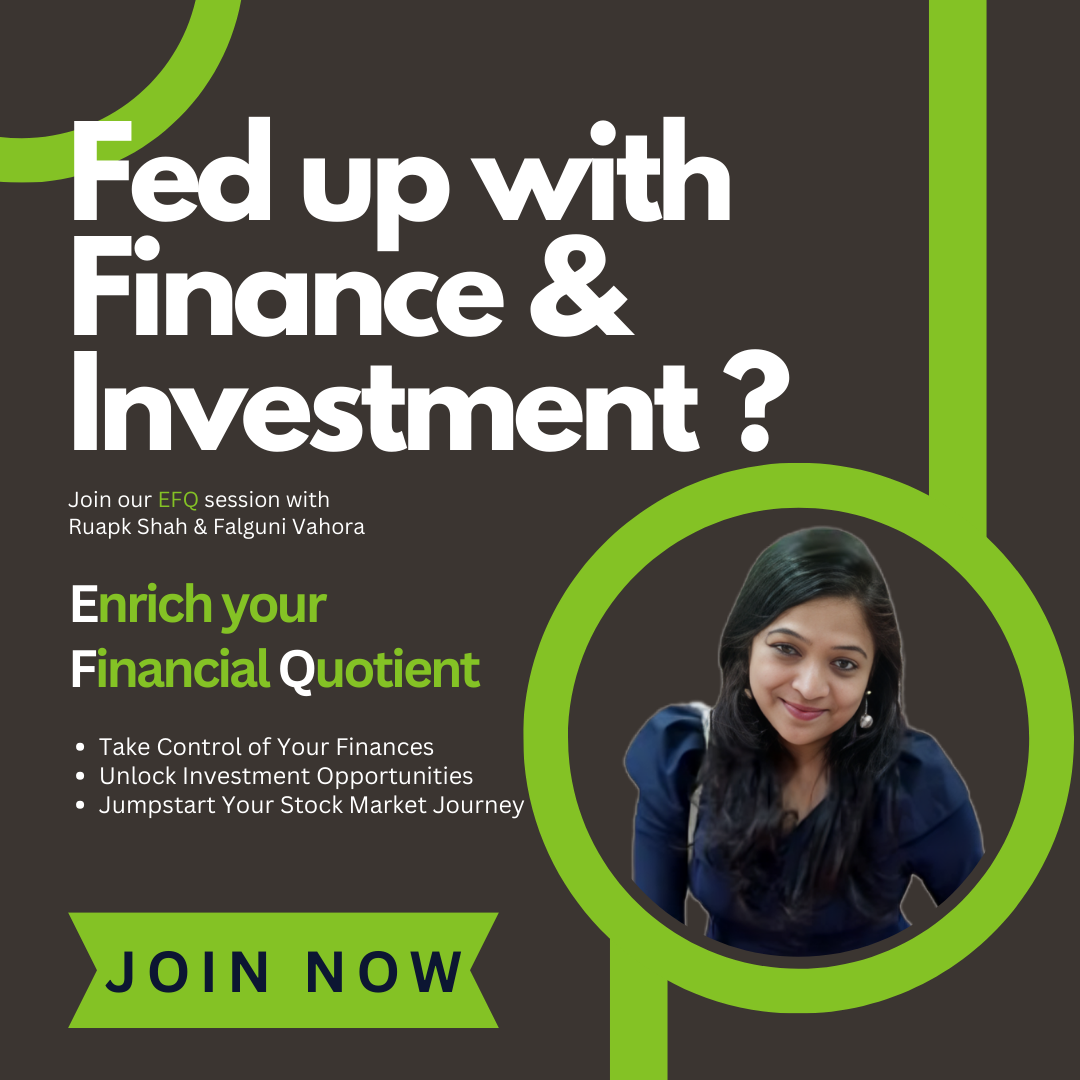 Fed up with
Finance &
Investment ?
Join our EFQ session with
Ruapk Shah & Falguni Vahora
Enrich your
Financial Quotient
• Take Control of Your Finances
• Unlock Investment Opportunities
• Jumpstart Your Stock Market Journey
JOIN NOW